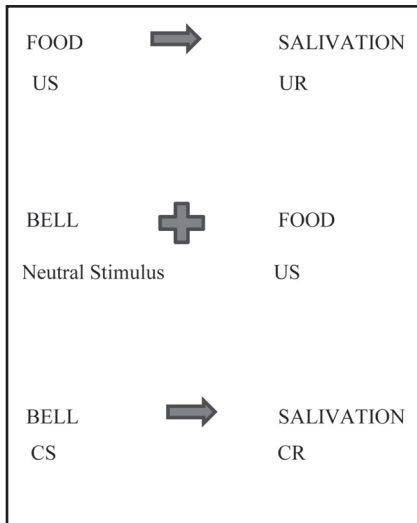 FOOD SALIVATION
US UR
BELL FOOD
Neutral Stimulus US
BELL SALIVATION
CS CR